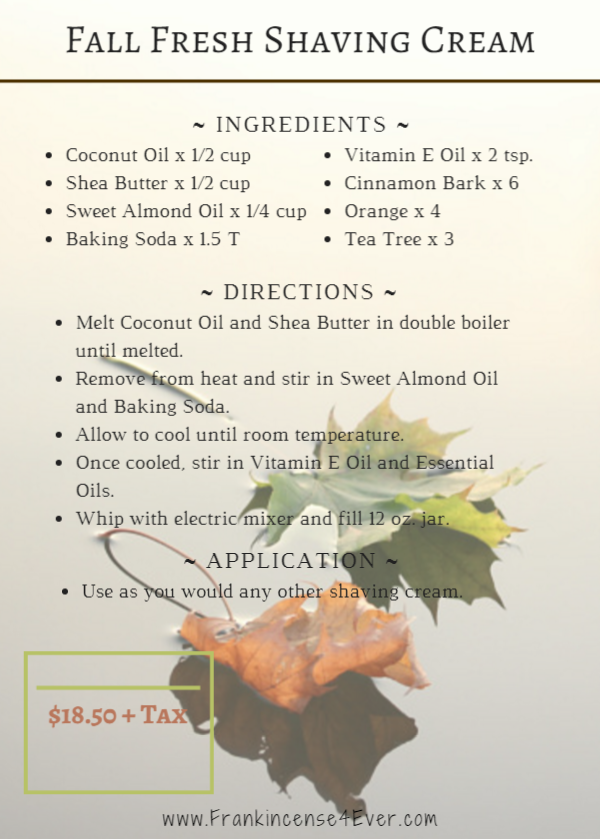 Fall Fresh Shaving Cream
~ INGREDIENTS ~
• Coconut Oil x 1/2 cup
• Shea Butter x 1/2 cup
• Sweet Almond Oil x 1/4 cup
• Baking Soda x 1.5 T
• Vitamin E Oil x 2 tsp.
• Cinnamon Bark x 6
• Orange x 4
• Tea Tree x 3
~ DIRECTIONS ~
• Melt Coconut Oil and Shea Butter in double boiler
until melted.
• Remove from heat and stir in Sweet Almond Oil
and Baking Soda.
• Allow to cool until room temperature.
• Once cooled, stir in Vitamin E Oil and Essential
Oils.
• Whip with electric mixer and fill 12 oz. jar.
~ APPLICATION ~
• Use as you would any other shaving cream.
$18.50 + Tax
www.Frankincense4Ever.com